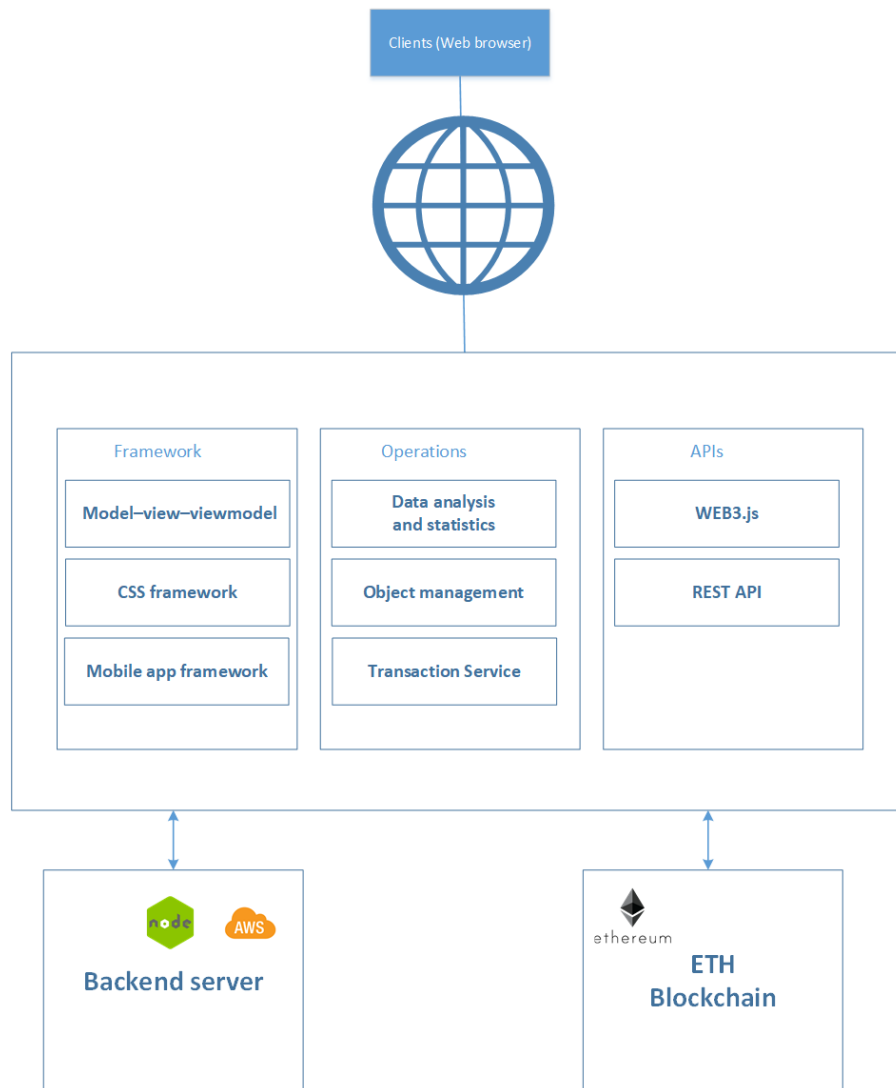 Clients (Web browser)
Framework
Model–view–viewmodel
CSS framework
Mobile app framework
Operations
Data analysis
and statistics
Object management
Transaction Service
APIs
WEB3.js
REST API
node
AWS
Backend server
ethereum
ETH
Blockchain